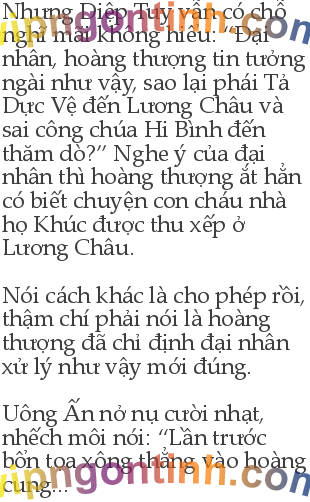 Nhưng Diệp Tuy vẫn có chỗ
nghĩ mãi không hiểu: “Đại
nhân, hoàng thượng tin tưởng
ngài như vậy, sao lại phái Tả
Dực Vệ đến Lương Châu và
sai công chúa Hi Bình đến
thăm dò?” Nghe ý của đại
nhân thì hoàng thượng ắt hẳn
có biết chuyện con cháu nhà
họ Khúc được thu xếp ở
Lương Châu.
Nói cách khác là cho phép rồi,
thậm chí phải nói là hoàng
thượng đã chỉ định đại nhân
xử lý như vậy mới đúng.
Uông Ấn nở nụ cười nhạt,
nhếch môi nói: “Lần trước
bổn tọa xông thẳng vào hoàng
cung...
vipngontinh.com
vipngontinh.com